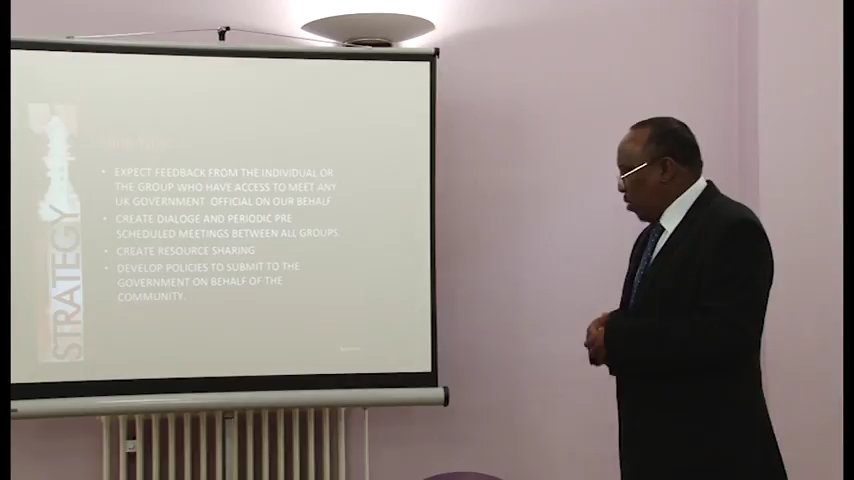 STRATEGY
• EXPECT FEEDBACK FROM THE INDIVIDUAL OR
THE GROUP WHO HAVE ACCESS TO MEET ANY
UK GOVERNMENT OFFICIAL ON OUR BEHALF
• CREATE DIALOGE AND PERIODIC PRE
SCHEDULED MEETINGS BETWEEN ALL GROUPS.
• CREATE RESOURCE SHARING
• DEVELOP POLICIES TO SUBMIT TO THE
GOVERNMENT ON BEHALF OF THE
COMMUNITY.